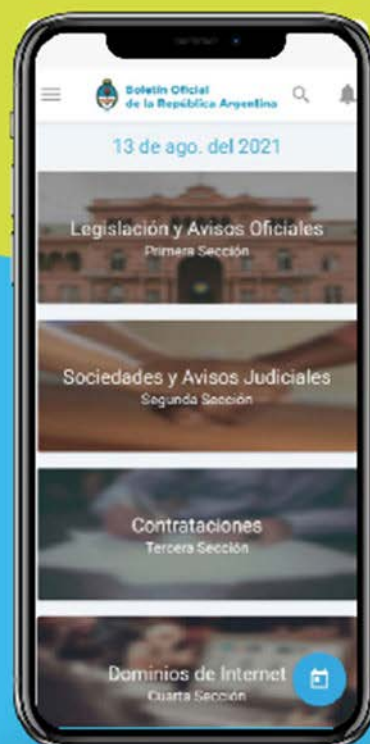 Boletín Oficial
de la República Argentina
13 de ago. del 2021
Legislación y Avisos Oficiales
Primera Sección
Sociedades y Avisos Judiciales
Segunda Sección
Contrataciones
Tercera Sección
Dominios de Internet
Cuarta Sección